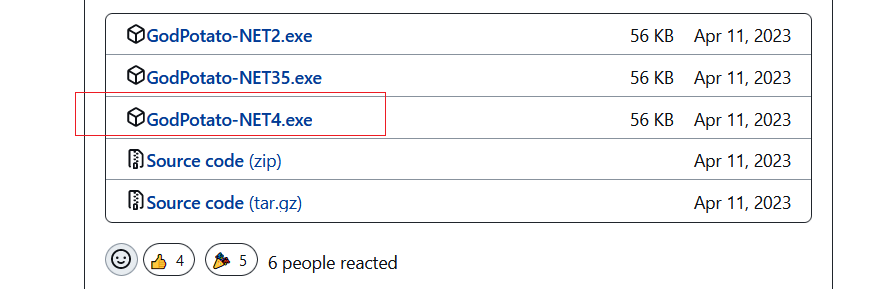 GodPotato-NET2.exe 56 KB Apr 11, 2023
GodPotato-NET35.exe 56 KB Apr 11, 2023
GodPotato-NET4.exe 56 KB Apr 11, 2023
Source code (zip) Apr 11, 2023
Source code (tar.gz) Apr 11, 2023
4 5 6 people reacted